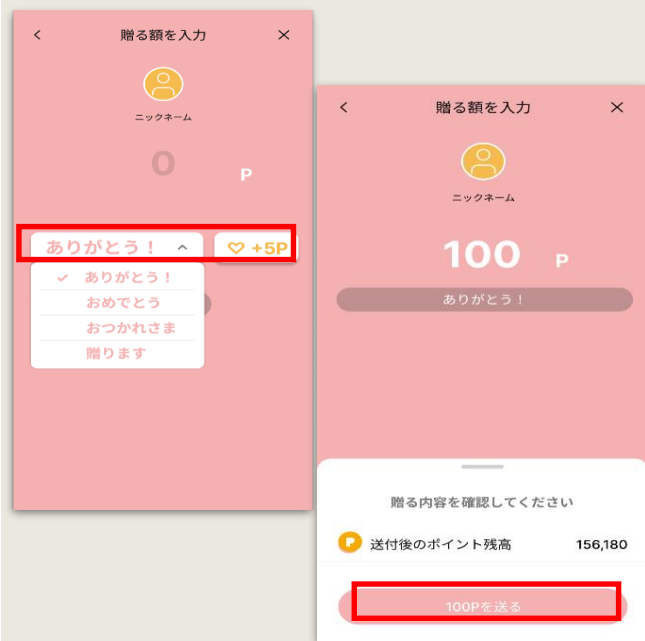 贈る額を入力
ニックネーム
0 P
ありがとう！
+5P
ありがとう！
おめでとう
おつかれさま
贈ります
贈る額を入力
ニックネーム
100 P
ありがとう！
贈る内容を確認してください
P 送付後のポイント残高 156,180
100Pを送る